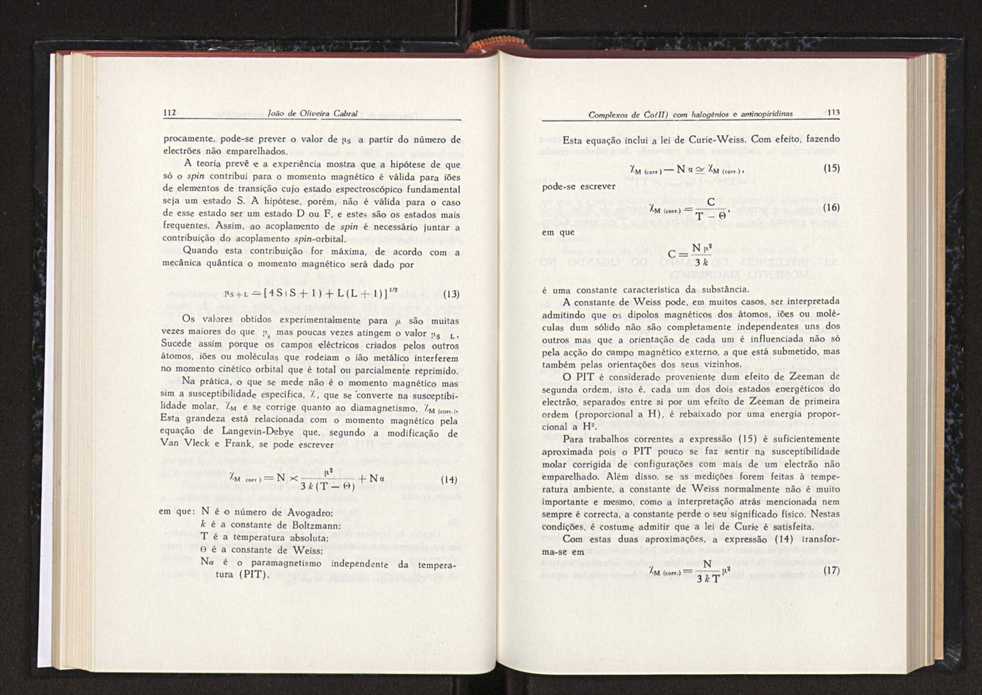 112 João de Oliveira Cabral
procamente, pode-se prever o valor de μS a partir do número de
electrões não emparelhados.
A teoria prevê e a experiência mostra que a hipótese de que
só o spin contribui para o momento magnético é válida para iões
de elementos de transição cujo estado espectroscópico fundamental
seja um estado S. A hipótese, porém, não é válida para o caso
de esse estado ser um estado D ou F, e estes são os estados mais
frequentes. Assim, ao acoplamento de spin é necessário juntar a
contribuição do acoplamento spin-orbital.
Quando esta contribuição for máxima, de acordo com a
mecânica quântica o momento magnético será dado por
μS+L = [4S(S + 1) + L(L + 1)]^1/2 (13)
Os valores obtidos experimentalmente para μ são muitas
vezes maiores do que μs mas poucas vezes atingem o valor μS L.
Sucede assim porque os campos eléctricos criados pelos outros
átomos, iões ou moléculas que rodeiam o ião metálico interferem
no momento cinético orbital que é total ou parcialmente reprimido.
Na prática, o que se mede não é o momento magnético mas
sim a susceptibilidade específica, χ, que se converte na susceptibi-
lidade molar, χM e se corrige quanto ao diamagnetismo, χM (corr.).
Esta grandeza está relacionada com o momento magnético pela
equação de Langevin-Debye que, segundo a modificação de
Van Vleck e Frank, se pode escrever
χM (corr.) = N × μ² / 3 k (T — Θ) + N α (14)
em que: N é o número de Avogadro;
k é a constante de Boltzmann;
T é a temperatura absoluta;
Θ é a constante de Weiss;
Nα é o paramagnetismo independente da tempera-
tura (PIT).
Complexos de Co(II) com halogénios e aminopiridinas 113
Esta equação inclui a lei de Curie-Weiss. Com efeito, fazendo
χM (corr.) — N α ≃ χM (corr.), (15)
pode-se escrever
χM (corr.) = C / T – Θ, (16)
em que
C = N μ² / 3 k
é uma constante característica da substância.
A constante de Weiss pode, em muitos casos, ser interpretada
admitindo que os dipolos magnéticos dos átomos, iões ou molé-
culas dum sólido não são completamente independentes uns dos
outros mas que a orientação de cada um é influenciada não só
pela acção do campo magnético externo, a que está submetido, mas
também pelas orientações dos seus vizinhos.
O PIT é considerado proveniente dum efeito de Zeeman de
segunda ordem, isto é, cada um dos dois estados energéticos do
electrão, separados entre si por um efeito de Zeeman de primeira
ordem (proporcional a H), é rebaixado por uma energia propor-
cional a H².
Para trabalhos correntes a expressão (15) é suficientemente
aproximada pois o PIT pouco se faz sentir na susceptibilidade
molar corrigida de configurações com mais de um electrão não
emparelhado. Além disso, se as medições forem feitas à tempe-
ratura ambiente, a constante de Weiss normalmente não é muito
importante e mesmo, como a interpretação atrás mencionada nem
sempre é correcta, a constante perde o seu significado físico. Nestas
condições, é costume admitir que a lei de Curie é satisfeita.
Com estas duas aproximações, a expressão (14) transfor-
ma-se em
χM (corr.) = N / 3 k T μ² (17)